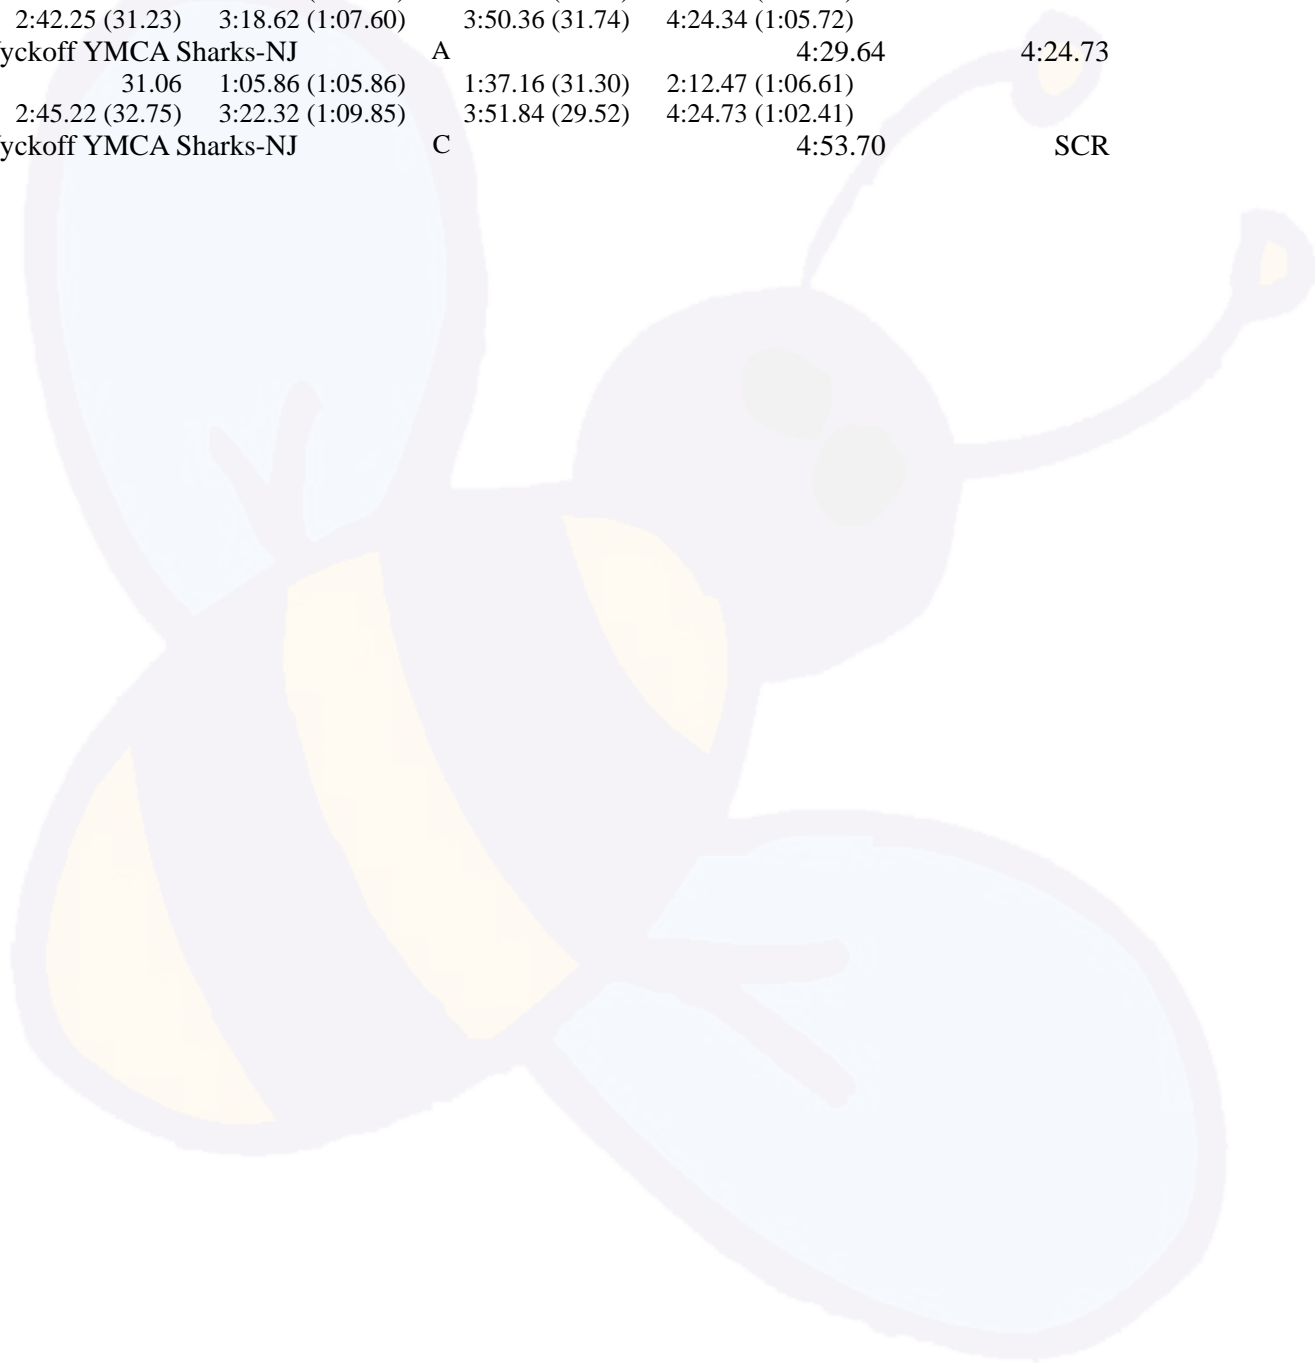 2:42.25 (31.23) 3:18.62 (1:07.60) 3:50.36 (31.74) 4:24.34 (1:05.72)
yckoff YMCA Sharks-NJ A 4:29.64 4:24.73
31.06 1:05.86 (1:05.86) 1:37.16 (31.30) 2:12.47 (1:06.61)
2:45.22 (32.75) 3:22.32 (1:09.85) 3:51.84 (29.52) 4:24.73 (1:02.41)
yckoff YMCA Sharks-NJ C 4:53.70 SCR